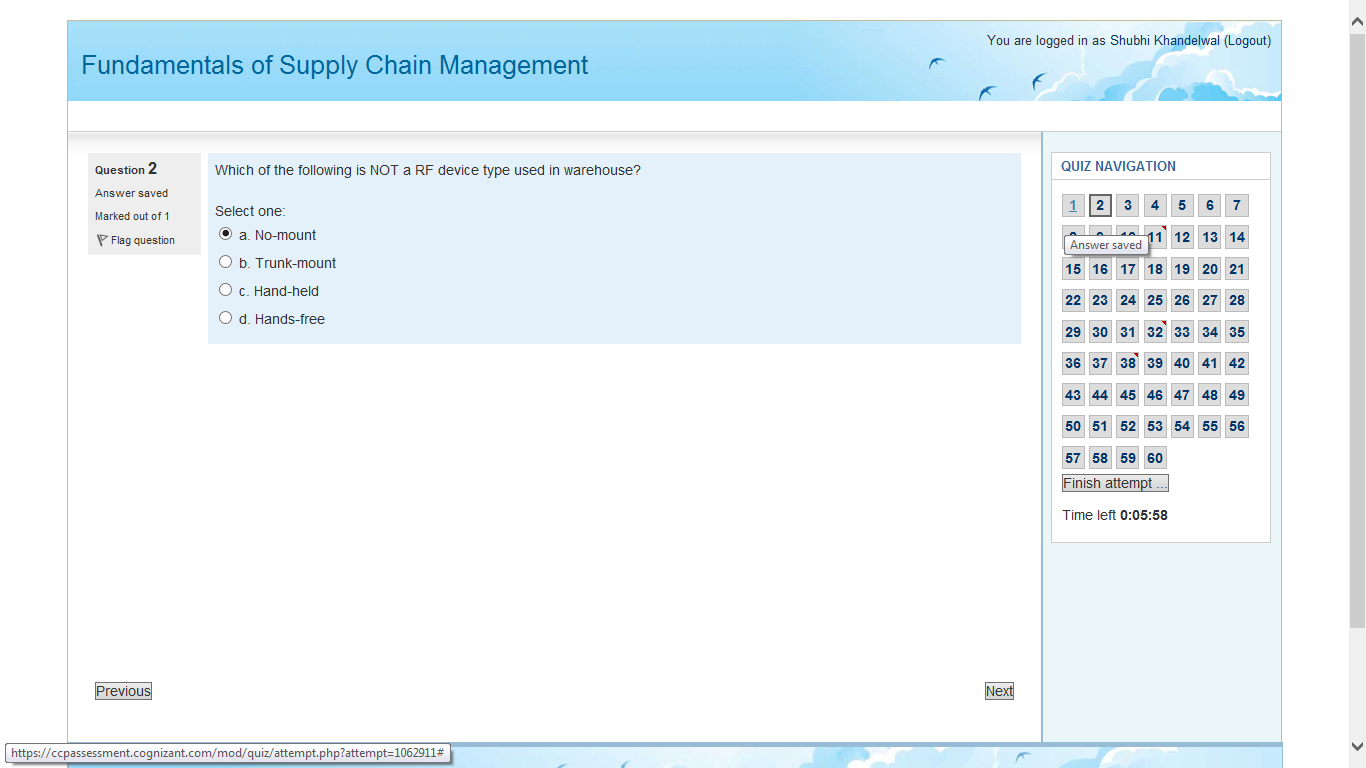 You are logged in as Shubhi Khandelwal (Logout)
Fundamentals of Supply Chain Management
Question 2
Answer saved
Marked out of 1
Flag question
Which of the following is NOT a RF device type used in warehouse?
Select one:
a. No-mount
b. Trunk-mount
c. Hand-held
d. Hands-free
Previous
Next
QUIZ NAVIGATION
1 2 3 4 5 6 7
11 12 13 14
Answer saved
15 16 17 18 19 20 21
22 23 24 25 26 27 28
29 30 31 32 33 34 35
36 37 38 39 40 41 42
43 44 45 46 47 48 49
50 51 52 53 54 55 56
57 58 59 60
Finish attempt ...
Time left 0:05:58
https://ccpassessment.cognizant.com/mod/quiz/attempt.php?attempt=1062911#